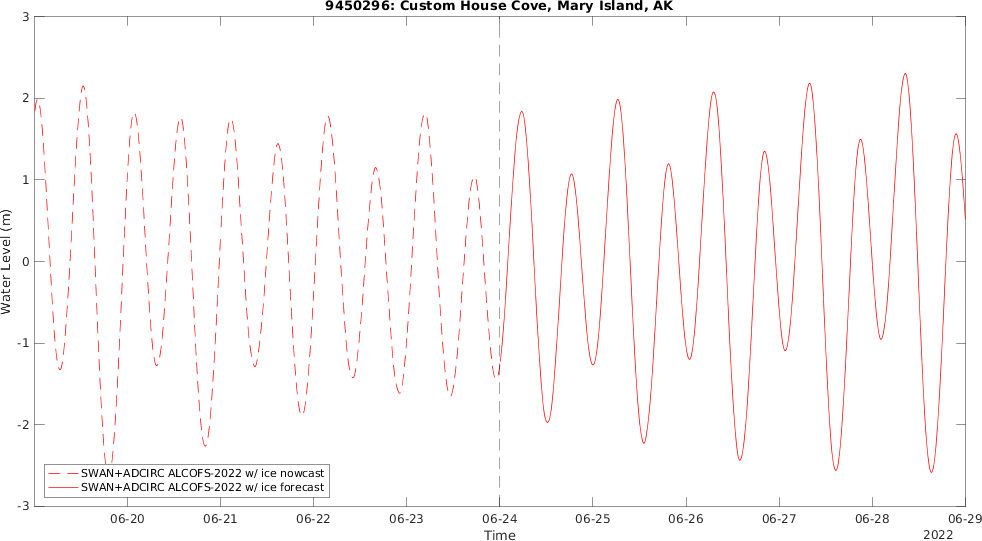 9450296: Custom House Cove, Mary Island, AK
3
2
1
0
-1
-2
-3
Water Level (m)
SWAN+ADCIRC ALCOFS-2022 w/ ice nowcast
SWAN+ADCIRC ALCOFS-2022 w/ ice forecast
06-20 06-21 06-22 06-23 06-24 06-25 06-26 06-27 06-28 06-29
Time
2022